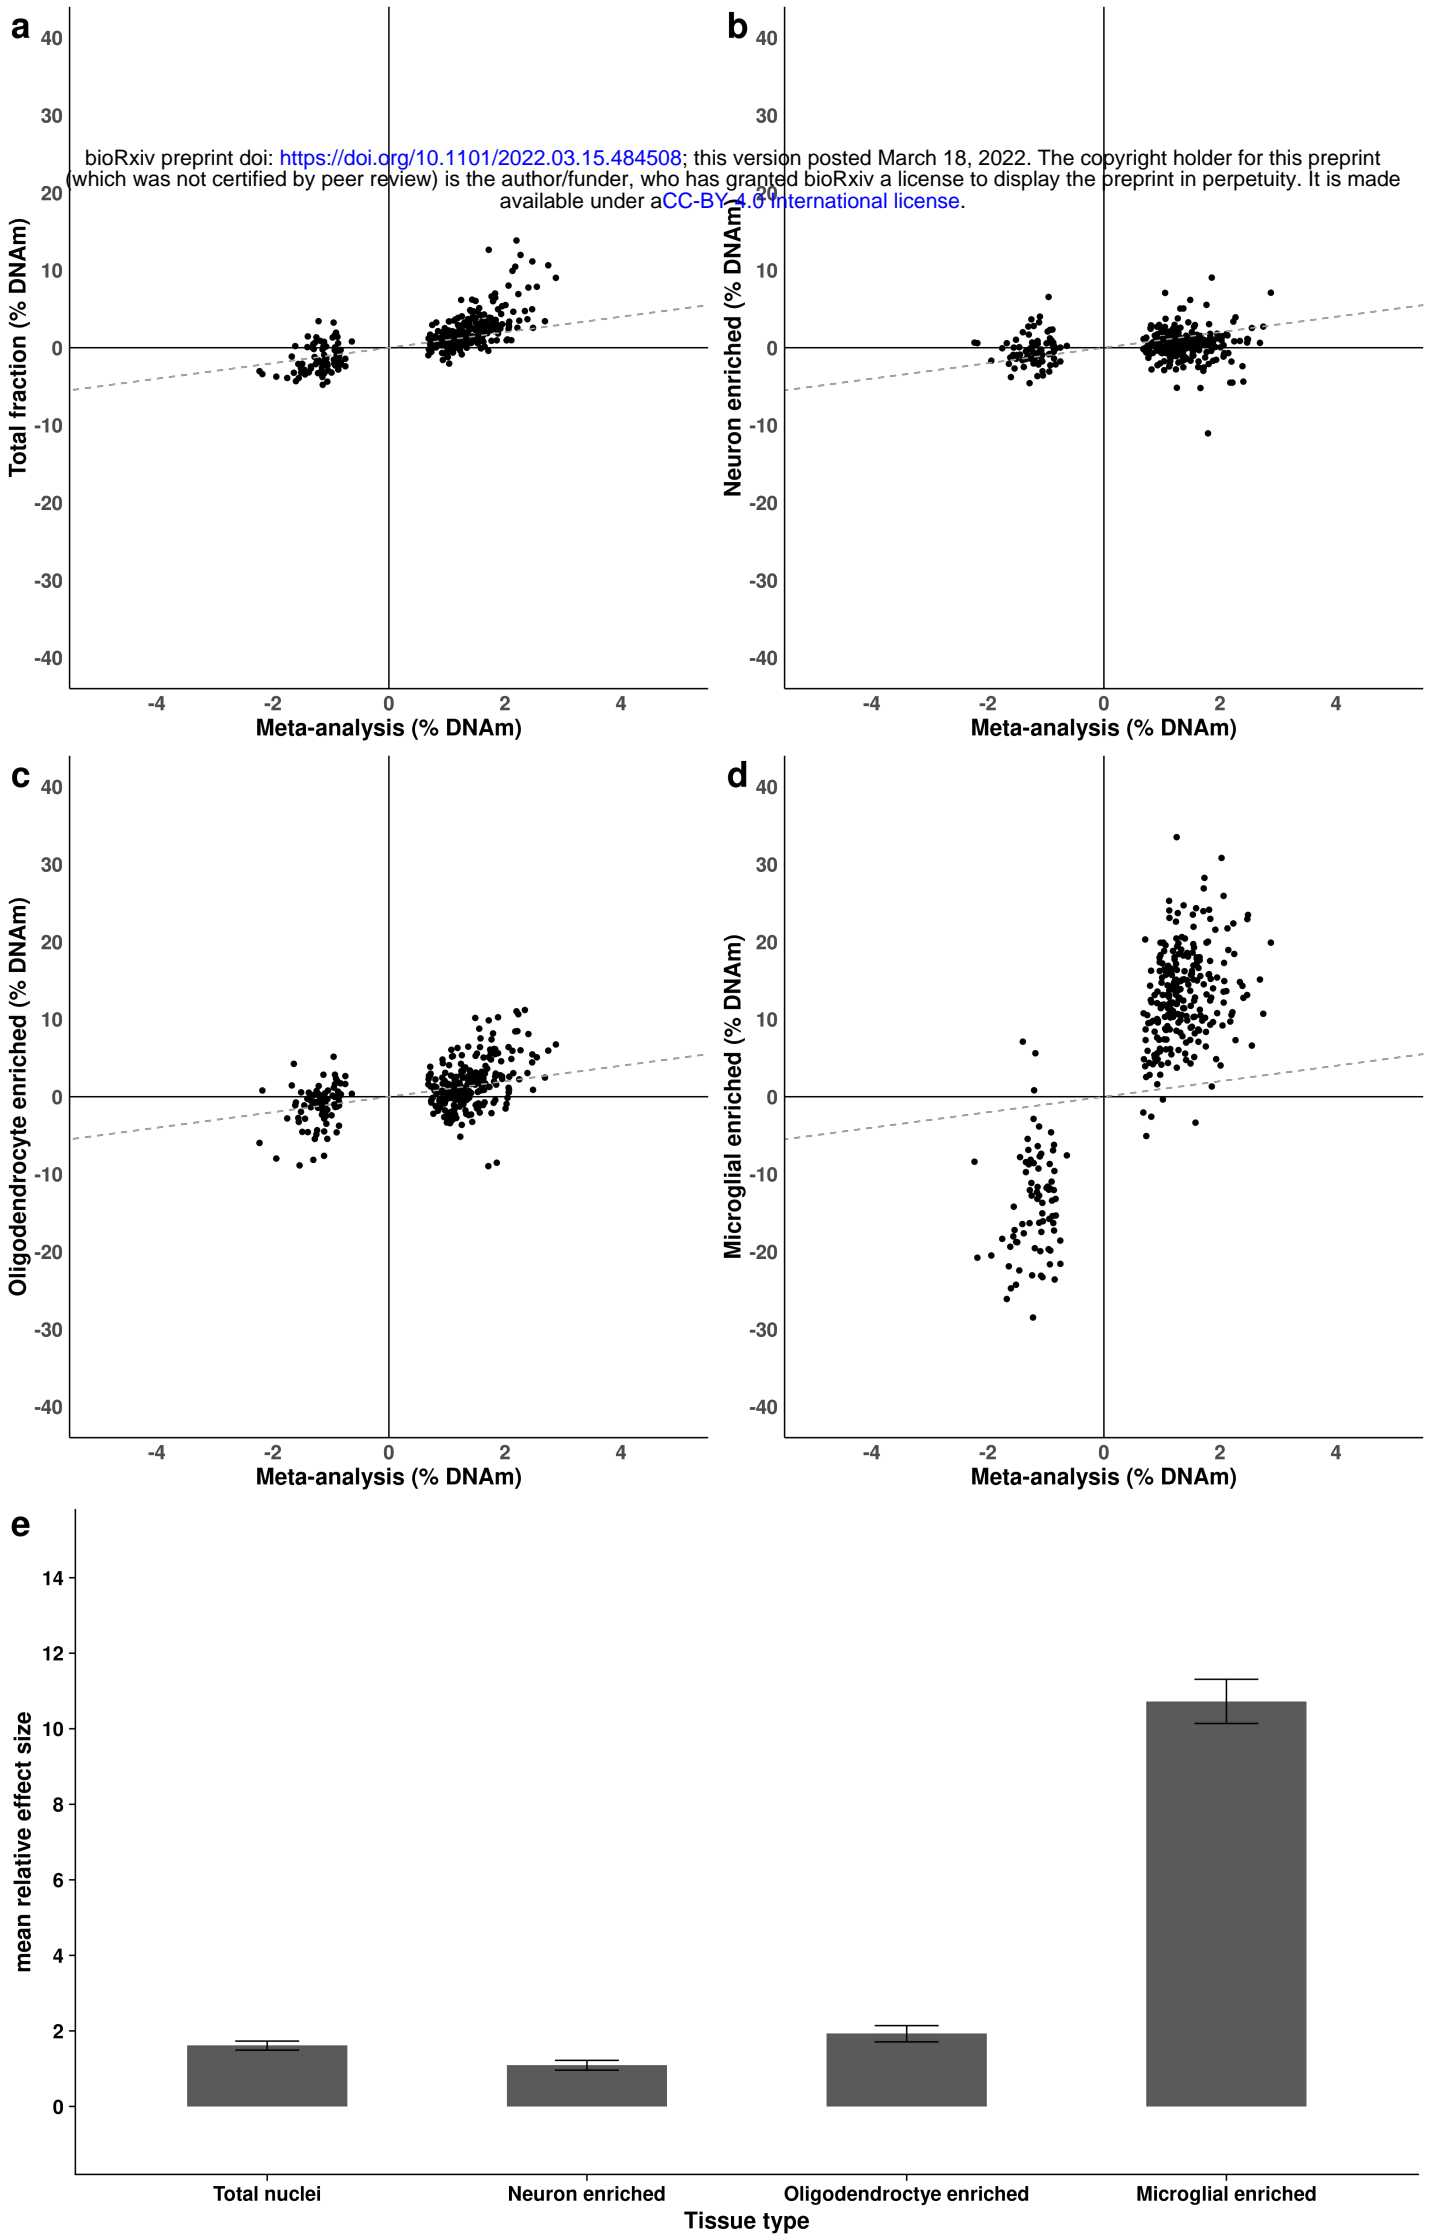 a
b
bioRxiv preprint doi: https://doi.org/10.1101/2022.03.15.484508; this version posted March 18, 2022. The copyright holder for this preprint
(which was not certified by peer review) is the author/funder, who has granted bioRxiv a license to display the preprint in perpetuity. It is made
available under aCC-BY 4.0 International license.
40
30
20
10
0
-10
-20
-30
-40
Total fraction (% DNAm)
-4 -2 0 2 4
Meta-analysis (% DNAm)
40
30
20
10
0
-10
-20
-30
-40
Neuron enriched (% DNAm)
-4 -2 0 2 4
Meta-analysis (% DNAm)
c
40
30
20
10
0
-10
-20
-30
-40
Oligodendrocyte enriched (% DNAm)
-4 -2 0 2 4
Meta-analysis (% DNAm)
d
40
30
20
10
0
-10
-20
-30
-40
Microglial enriched (% DNAm)
-4 -2 0 2 4
Meta-analysis (% DNAm)
e
14
12
10
8
6
4
2
0
mean relative effect size
Total nuclei Neuron enriched Oligodendroctye enriched Microglial enriched
Tissue type